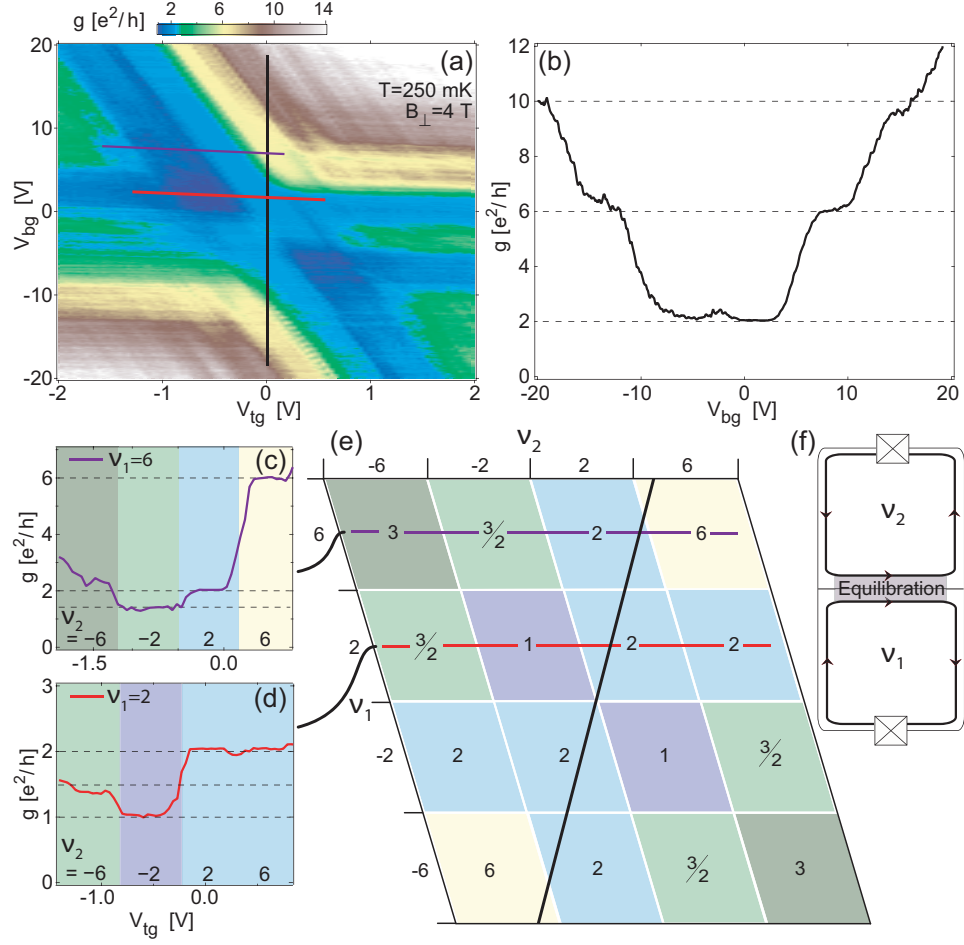 g [e²/h]
2 6 10 14
(a)
T=250 mK
B⊥=4 T
V_bg [V]
20
10
0
-10
-20
-2 -1 0 1 2
V_tg [V]
(b)
g [e²/h]
12
10
8
6
4
2
0
-20 -10 0 10 20
V_bg [V]
(c)
ν₁=6
g [e²/h]
6
4
2
0
ν₂
=-6 -2 2 6
-1.5 0.0
(d)
ν₁=2
g [e²/h]
3
2
1
0
ν₂
=-6 -2 2 6
-1.0 0.0
V_tg [V]
(e)
ν₂
-6 -2 2 6
6 3 3/2 2 6
2 3/2 1 2 2
ν₁
-2 2 2 1 3/2
-6 6 2 3/2 3
(f)
ν₂
Equilibration
ν₁